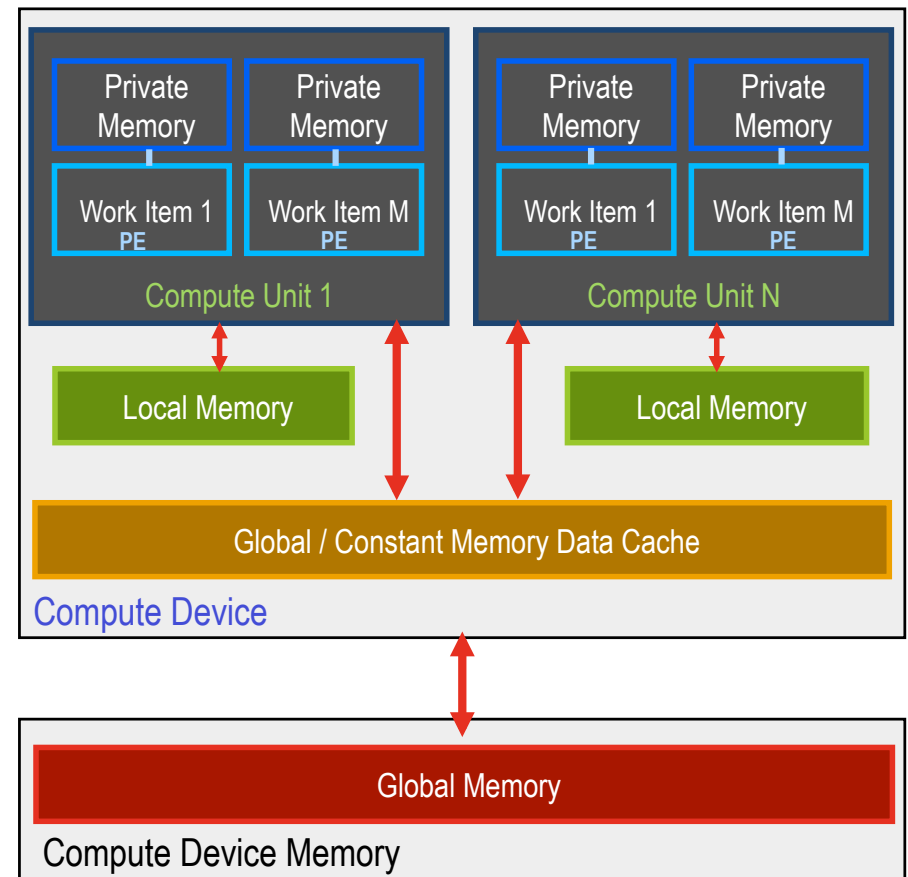 Private
Memory
Private
Memory
Private
Memory
Private
Memory
Work Item 1
PE
Work Item M
PE
Work Item 1
PE
Work Item M
PE
Compute Unit 1
Compute Unit N
Local Memory
Local Memory
Global / Constant Memory Data Cache
Compute Device
Global Memory
Compute Device Memory